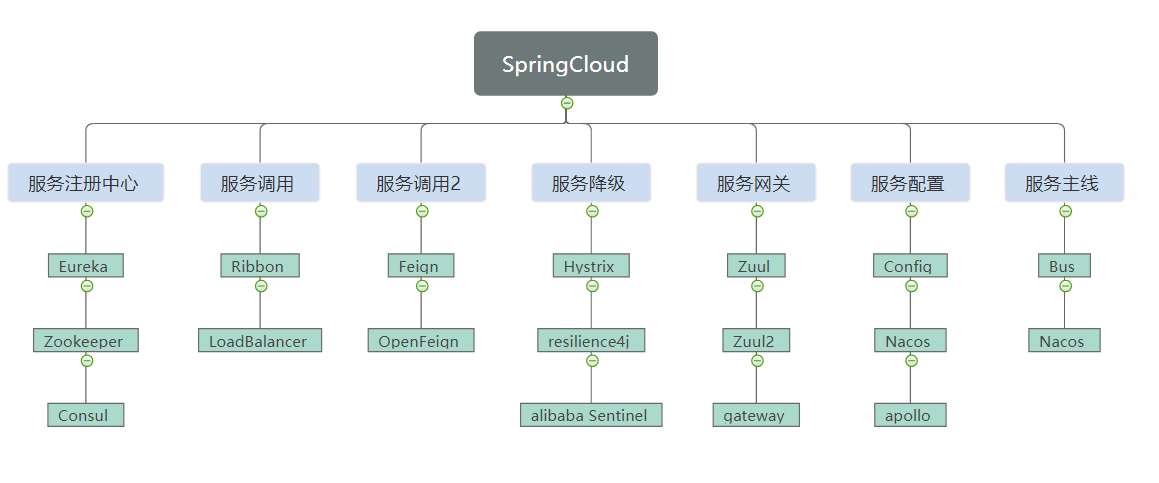 SpringCloud
服务注册中心
服务调用
服务调用2
服务降级
服务网关
服务配置
服务主线
Eureka
Ribbon
Feign
Hystrix
Zuul
Config
Bus
Zookeeper
LoadBalancer
OpenFeign
resilience4j
Zuul2
Nacos
Nacos
Consul
alibaba Sentinel
gateway
apollo